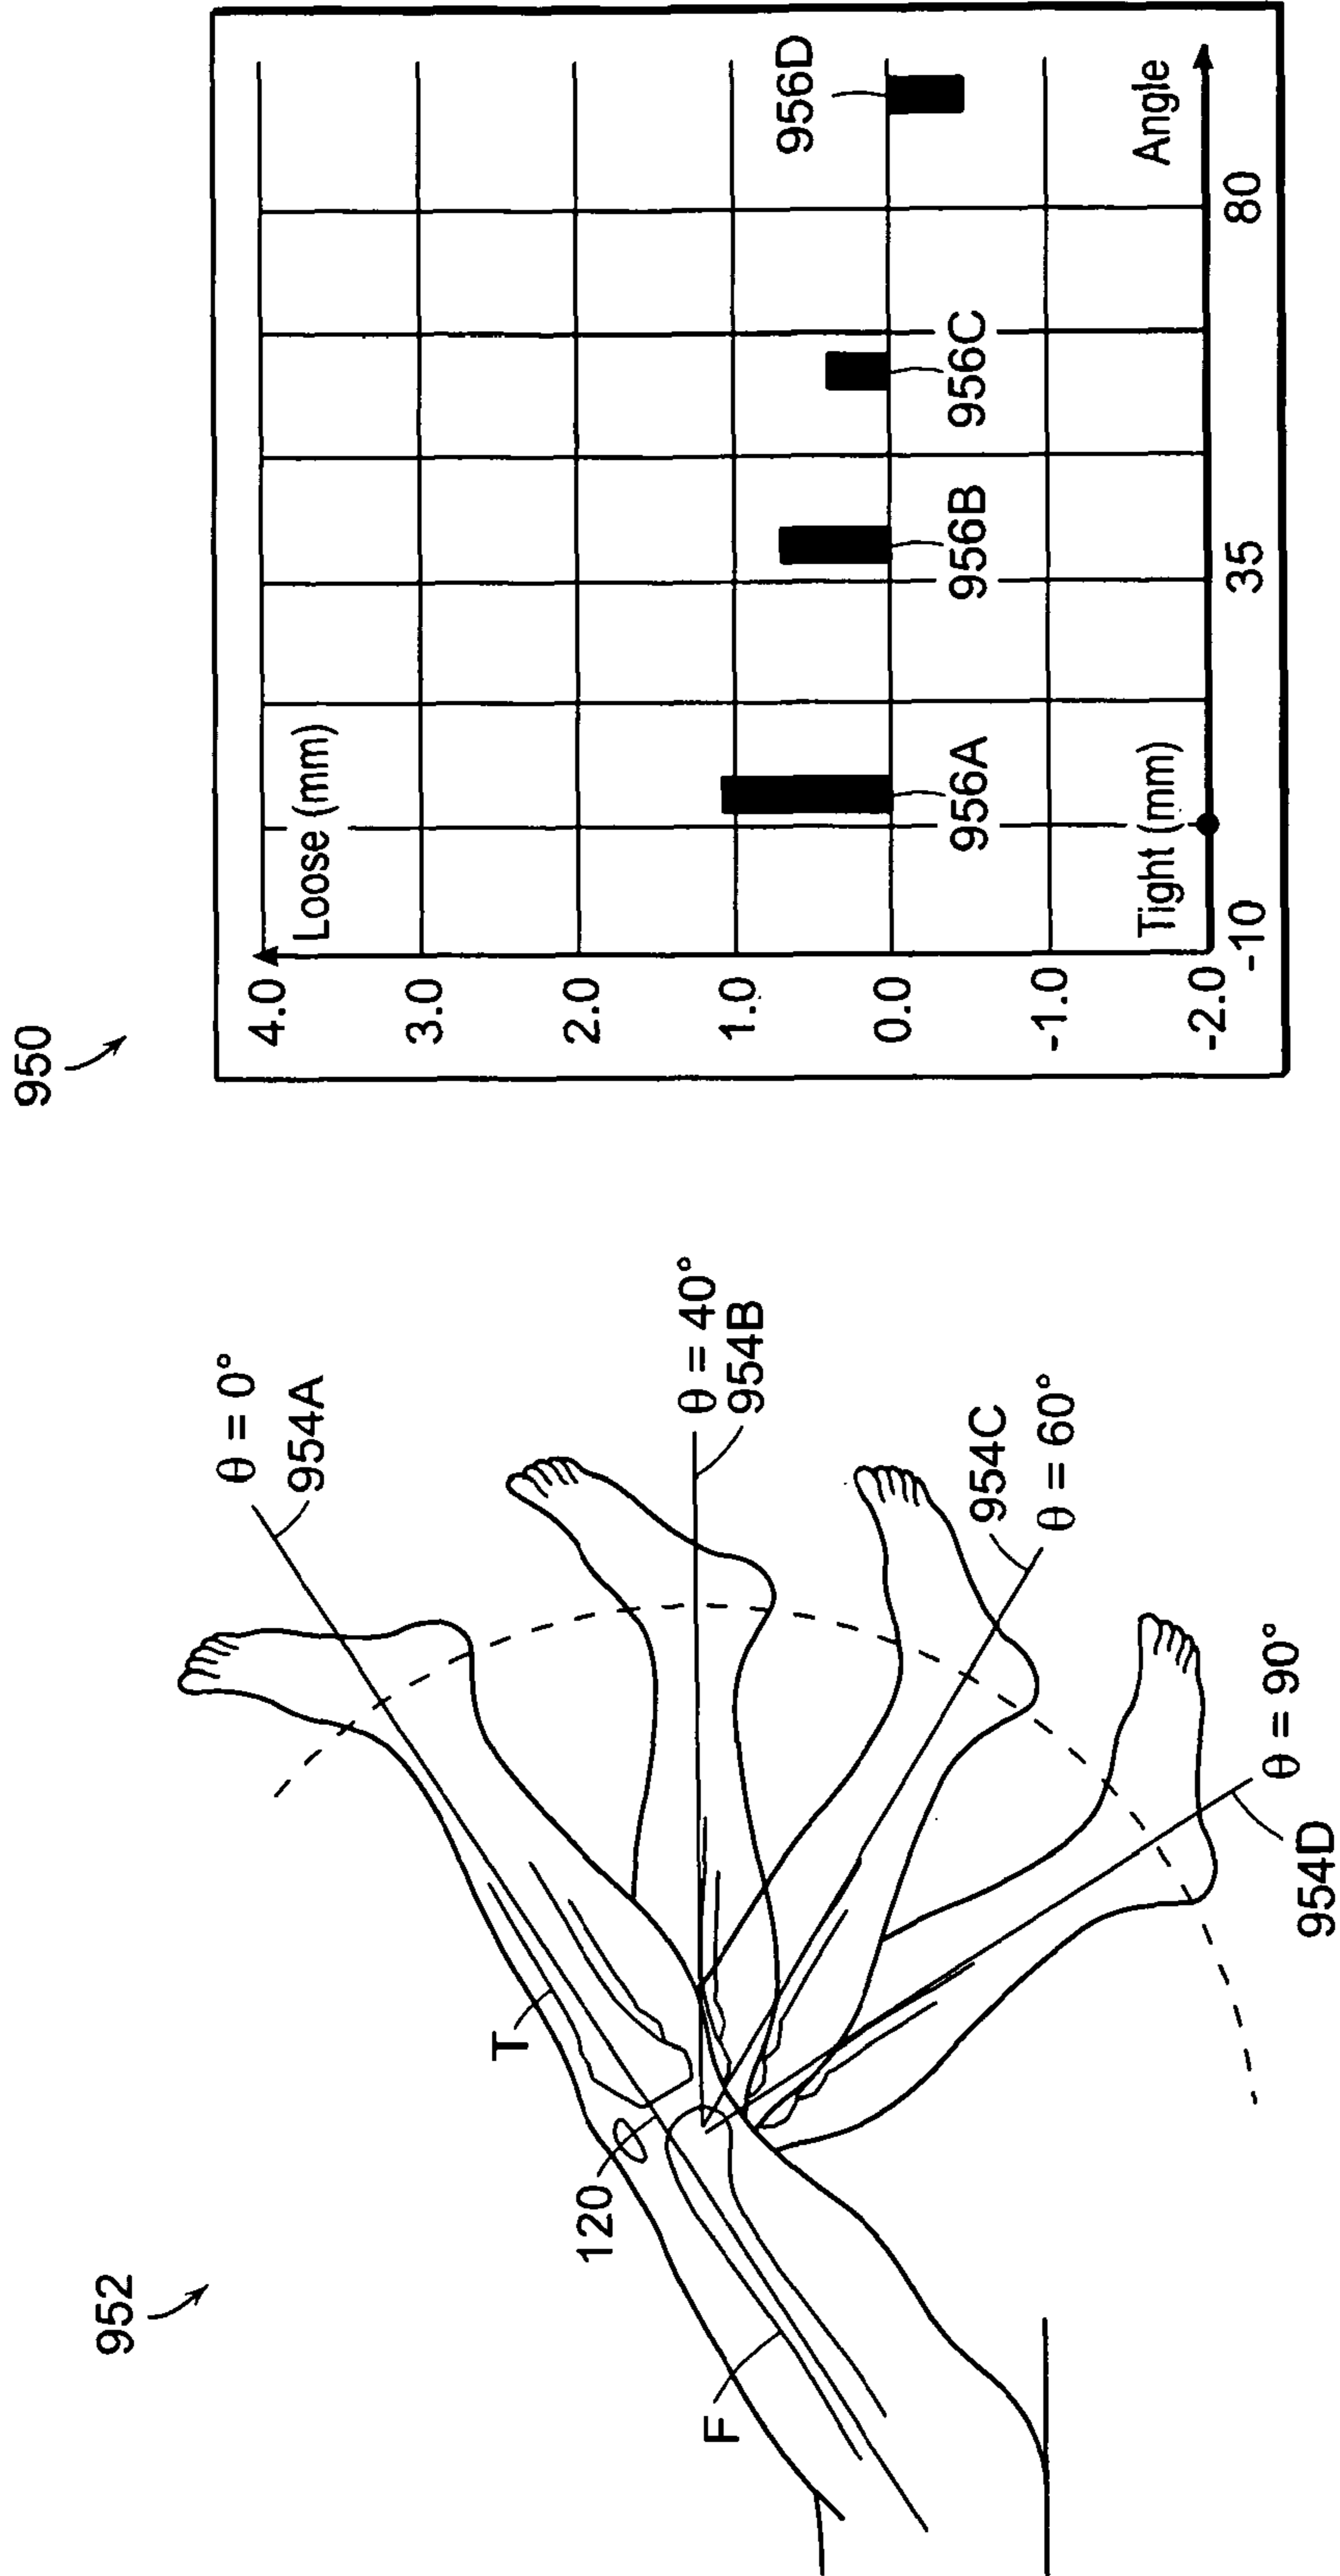 952
120
T
F
θ = 0°
954A
θ = 40°
954B
954C
θ = 60°
θ = 90°
954D
950
4.0
Loose (mm)
3.0
2.0
1.0
0.0
-1.0
-2.0
Tight (mm)
956A
956B
956C
956D
Angle
-10
35
80